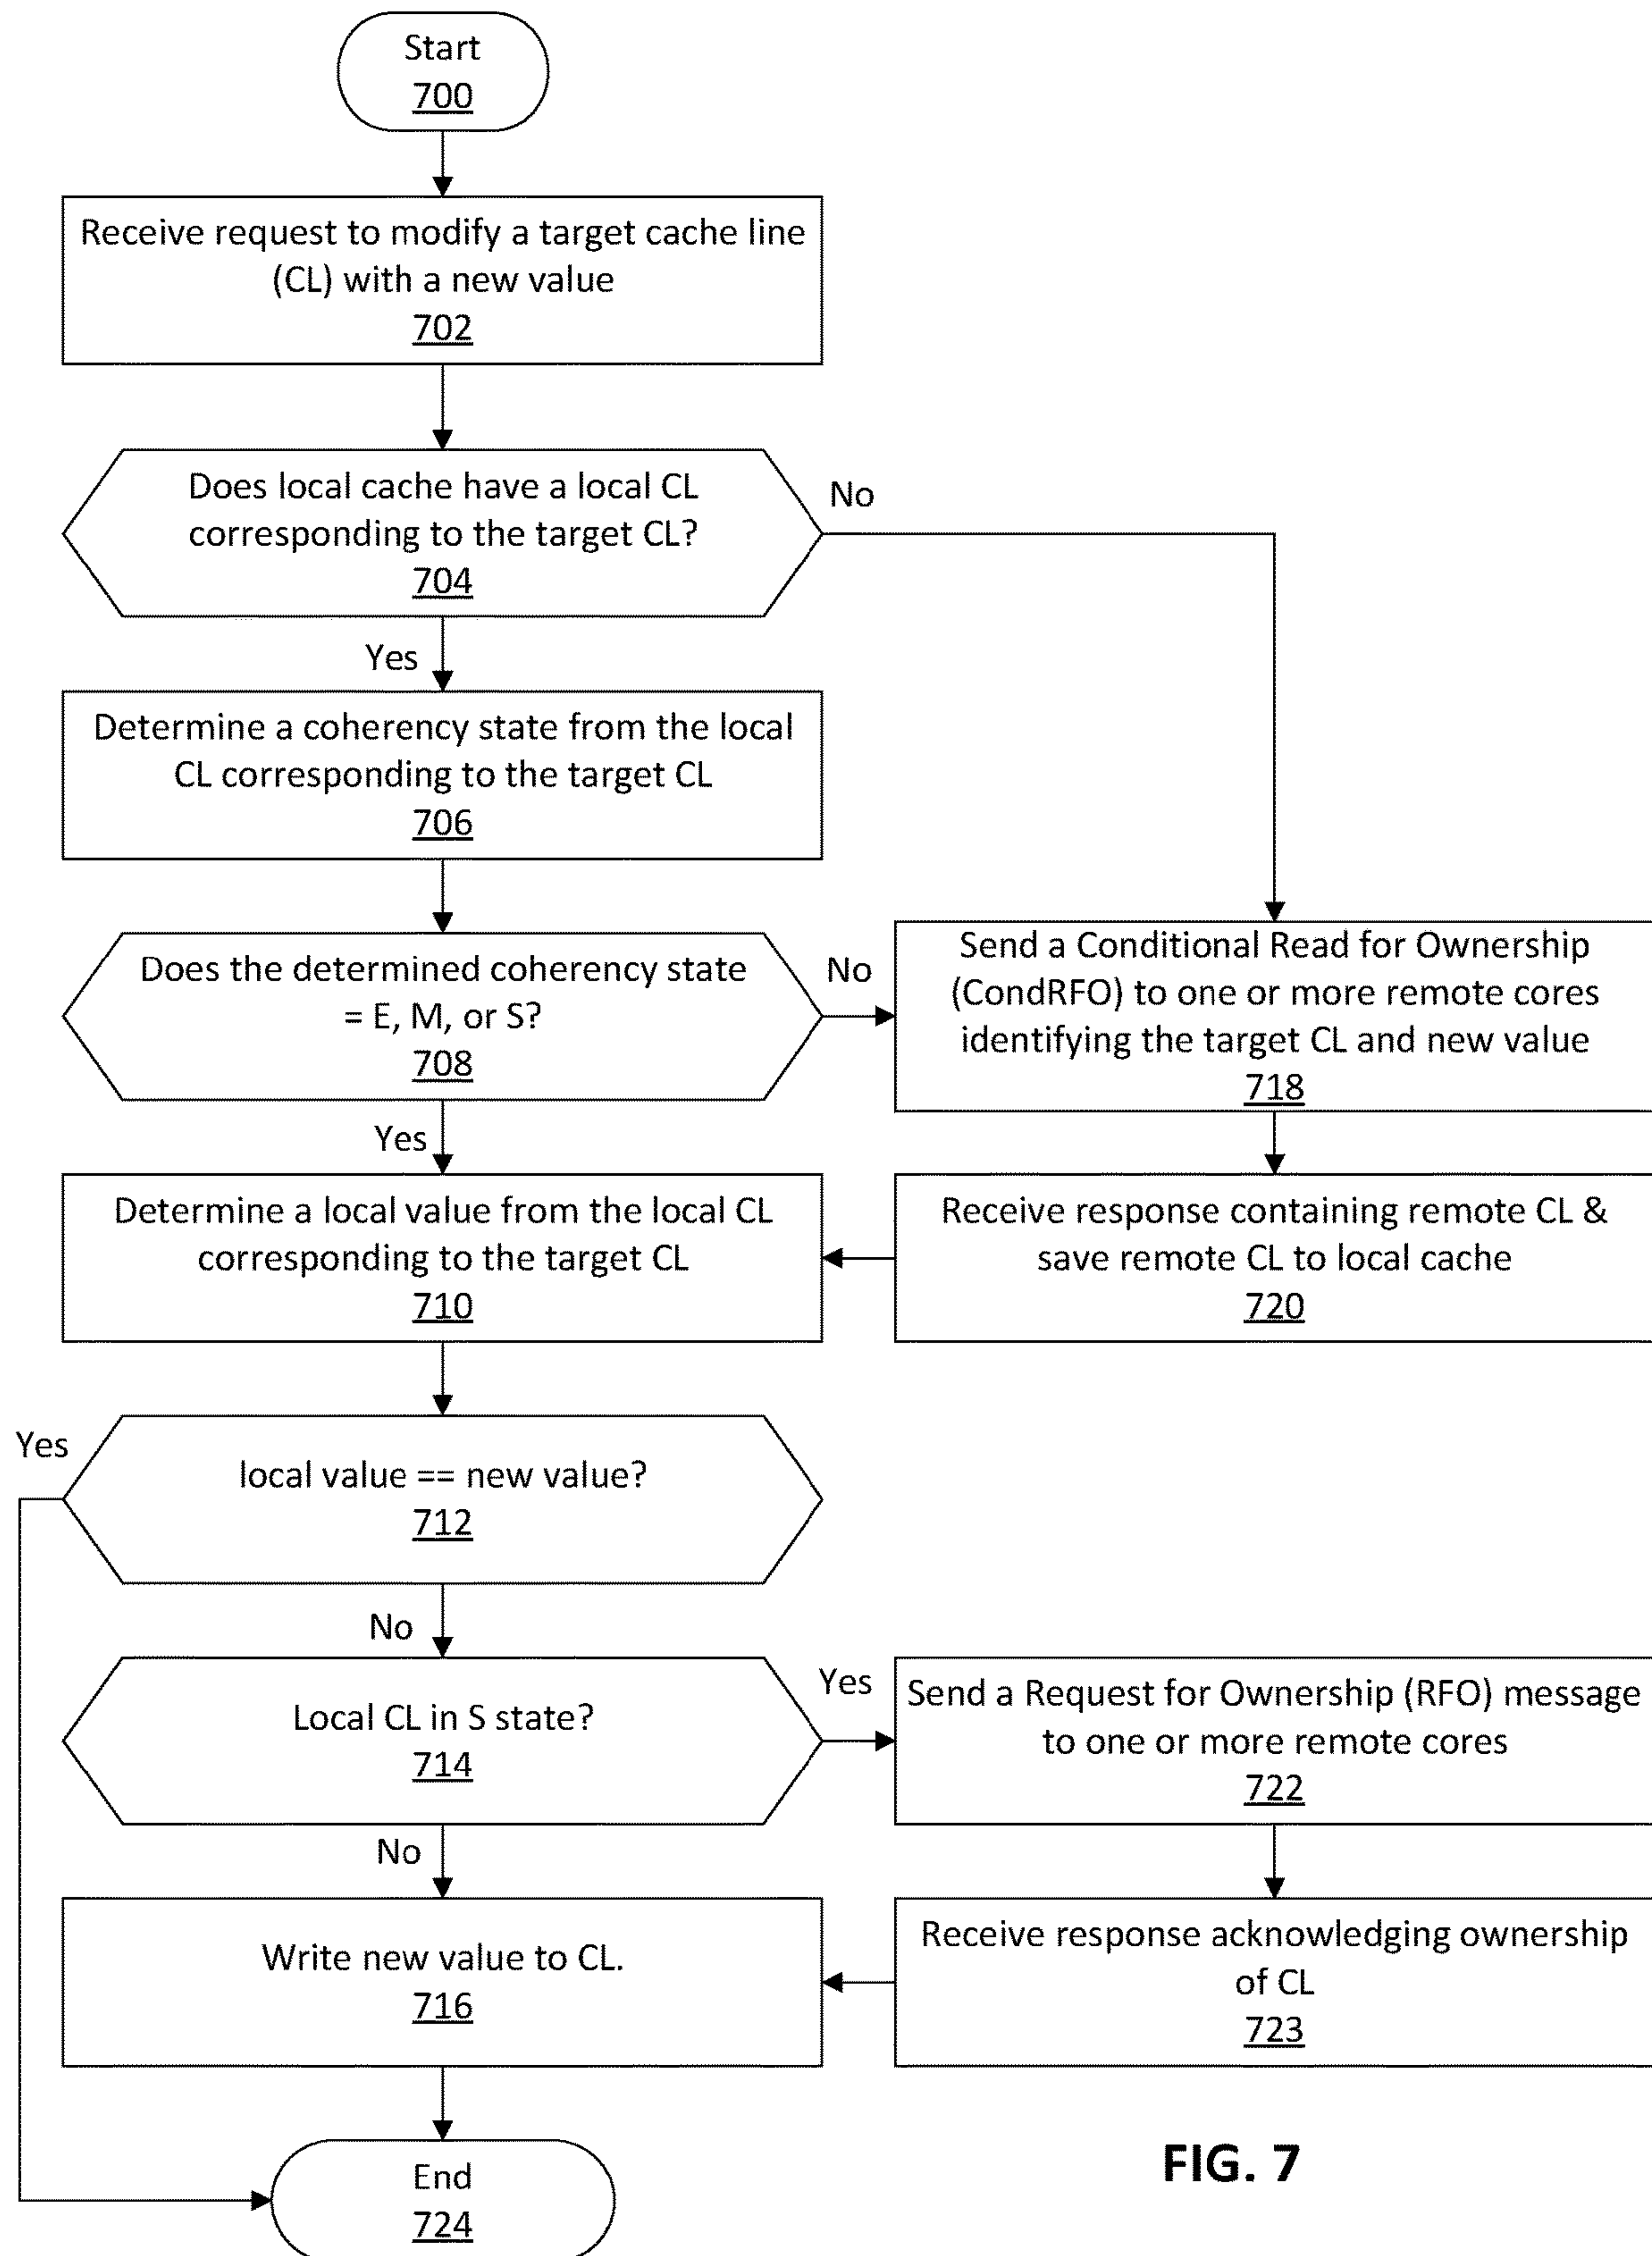 Start
700
Receive request to modify a target cache line
(CL) with a new value
702
Does local cache have a local CL
corresponding to the target CL?
704
No
Yes
Determine a coherency state from the local
CL corresponding to the target CL
706
Does the determined coherency state
= E, M, or S?
708
No
Send a Conditional Read for Ownership
(CondRFO) to one or more remote cores
identifying the target CL and new value
718
Yes
Determine a local value from the local CL
corresponding to the target CL
710
Receive response containing remote CL &
save remote CL to local cache
720
Yes
local value == new value?
712
No
Local CL in S state?
714
Yes
Send a Request for Ownership (RFO) message
to one or more remote cores
722
No
Write new value to CL.
716
Receive response acknowledging ownership
of CL
723
End
724
FIG. 7